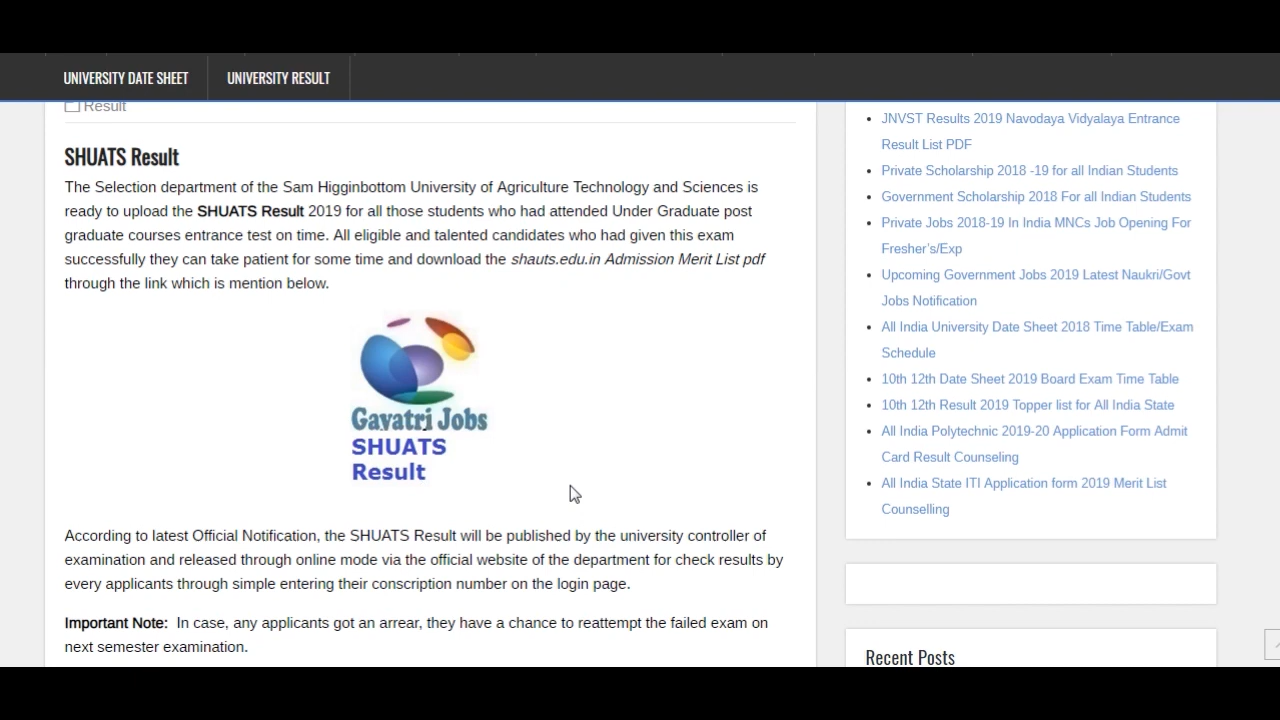 UNIVERSITY DATE SHEET
UNIVERSITY RESULT
Result
SHUATS Result
The Selection department of the Sam Higginbottom University of Agriculture Technology and Sciences is
ready to upload the SHUATS Result 2019 for all those students who had attended Under Graduate post
graduate courses entrance test on time. All eligible and talented candidates who had given this exam
successfully they can take patient for some time and download the shauts.edu.in Admission Merit List pdf
through the link which is mention below.
Gayatri Jobs
SHUATS
Result
According to latest Official Notification, the SHUATS Result will be published by the university controller of
examination and released through online mode via the official website of the department for check results by
every applicants through simple entering their conscription number on the login page.
Important Note: In case, any applicants got an arrear, they have a chance to reattempt the failed exam on
next semester examination.
JNVST Results 2019 Navodaya Vidyalaya Entrance
Result List PDF
Private Scholarship 2018 -19 for all Indian Students
Government Scholarship 2018 For all Indian Students
Private Jobs 2018-19 In India MNCs Job Opening For
Fresher's/Exp
Upcoming Government Jobs 2019 Latest Naukri/Govt
Jobs Notification
All India University Date Sheet 2018 Time Table/Exam
Schedule
10th 12th Date Sheet 2019 Board Exam Time Table
10th 12th Result 2019 Topper list for All India State
All India Polytechnic 2019-20 Application Form Admit
Card Result Counseling
All India State ITI Application form 2019 Merit List
Counselling
Recent Posts